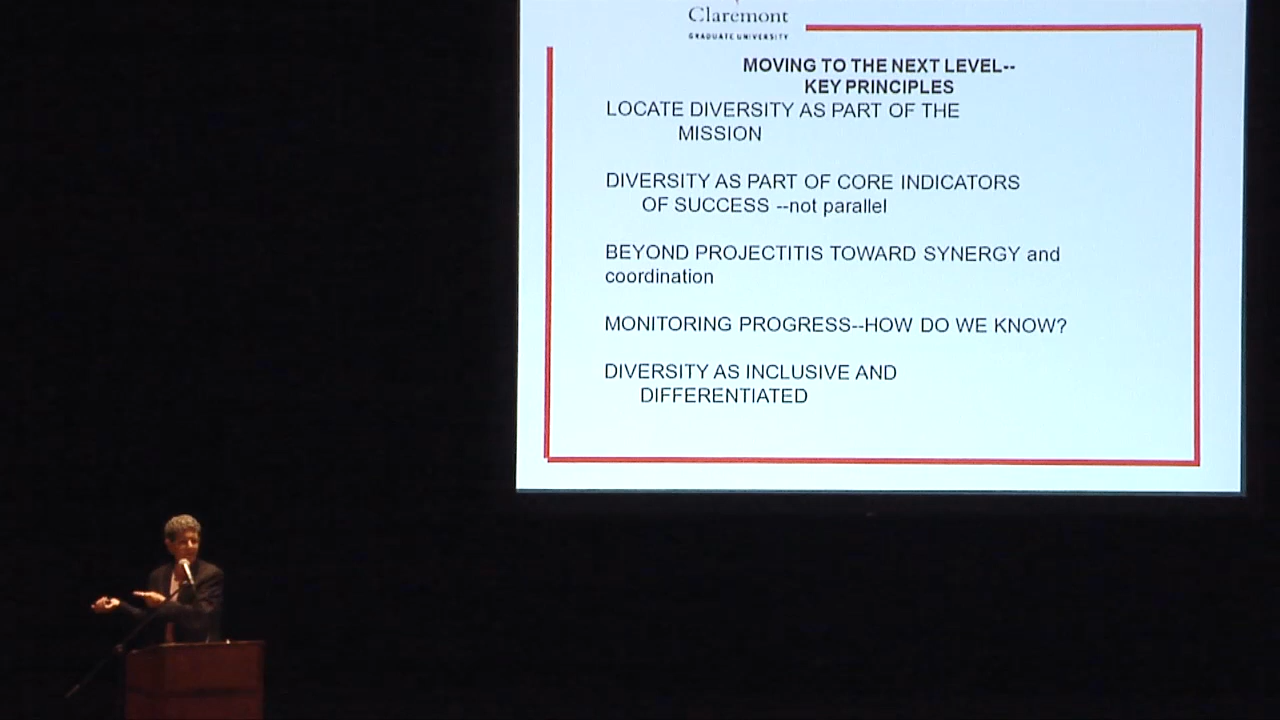 Claremont
GRADUATE UNIVERSITY
MOVING TO THE NEXT LEVEL--
KEY PRINCIPLES
LOCATE DIVERSITY AS PART OF THE
MISSION
DIVERSITY AS PART OF CORE INDICATORS
OF SUCCESS --not parallel
BEYOND PROJECTITIS TOWARD SYNERGY and
coordination
MONITORING PROGRESS--HOW DO WE KNOW?
DIVERSITY AS INCLUSIVE AND
DIFFERENTIATED